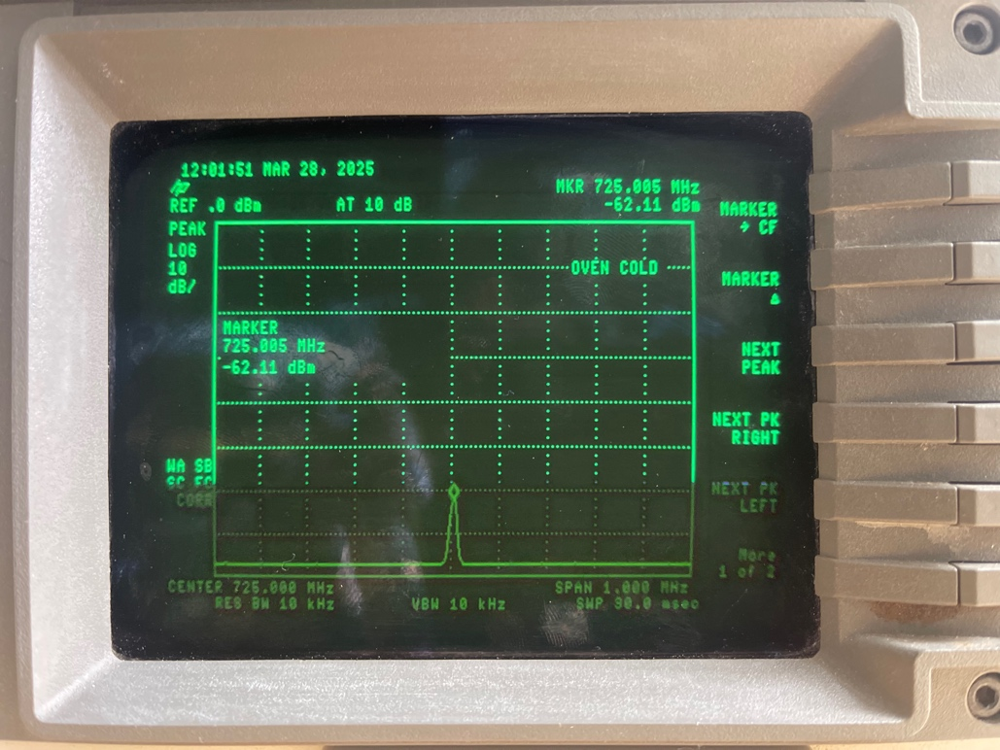 12:01:51 MAR 28, 2025
hp
MKR 725.005 MHz
REF .0 dBm AT 10 dB -62.11 dBm
PEAK
LOG
10
dB/
OVEN COLD
MARKER
725.005 MHz
-62.11 dBm
WA SB
SC FC
CORR
CENTER 725.000 MHz SPAN 1.000 MHz
RES BW 10 kHz VBW 10 kHz SWP 30.0 msec
MARKER
→ CF
MARKER
Δ
NEXT
PEAK
NEXT PK
RIGHT
NEXT PK
LEFT
More
1 of 2